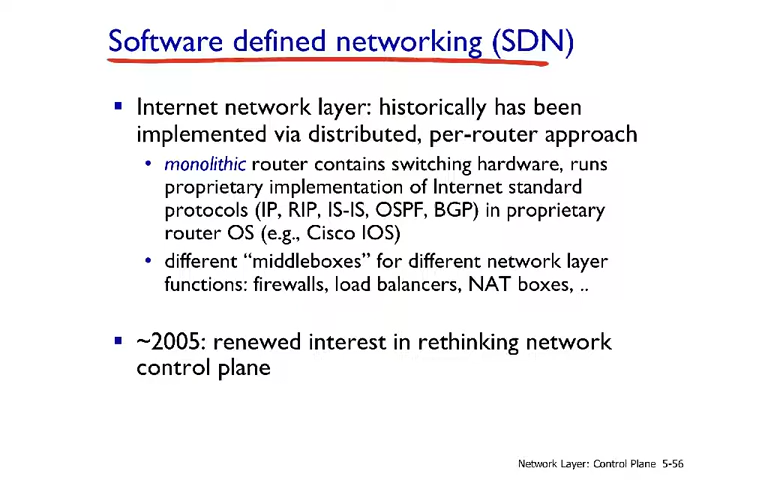 Software defined networking (SDN)
▪ Internet network layer: historically has been
implemented via distributed, per-router approach
• monolithic router contains switching hardware, runs
proprietary implementation of Internet standard
protocols (IP, RIP, IS-IS, OSPF, BGP) in proprietary
router OS (e.g., Cisco IOS)
• different “middleboxes” for different network layer
functions: firewalls, load balancers, NAT boxes, ..
▪ ~2005: renewed interest in rethinking network
control plane
Network Layer: Control Plane 5-56